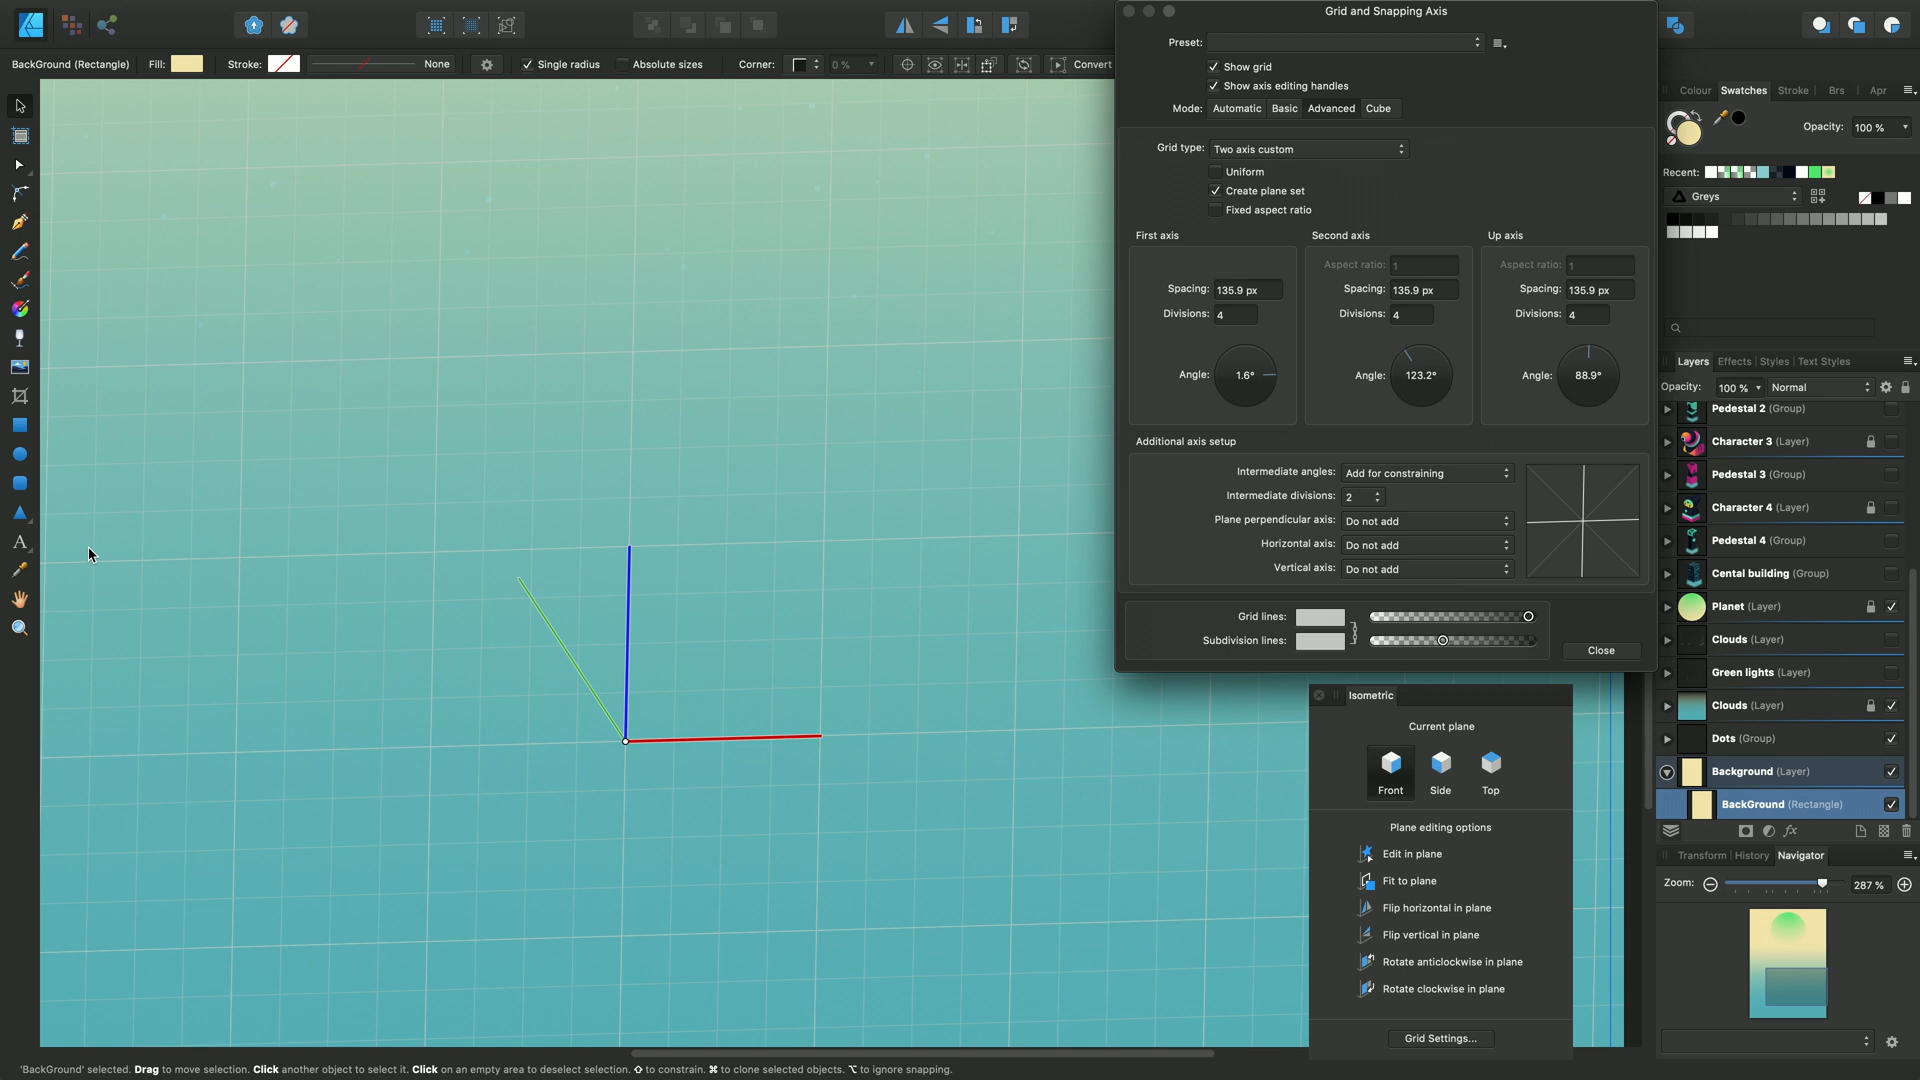 Grid and Snapping Axis
Preset:
Show grid
Show axis editing handles
Mode: Automatic Basic Advanced Cube
Grid type: Two axis custom
Uniform
Create plane set
Fixed aspect ratio
First axis
Spacing: 135.9 px
Divisions: 4
Angle: 1.6°
Second axis
Aspect ratio: 1
Spacing: 135.9 px
Divisions: 4
Angle: 123.2°
Up axis
Aspect ratio: 1
Spacing: 135.9 px
Divisions: 4
Angle: 88.9°
Additional axis setup
Intermediate angles: Add for constraining
Intermediate divisions: 2
Plane perpendicular axis: Do not add
Horizontal axis: Do not add
Vertical axis: Do not add
Grid lines:
Subdivision lines:
Close
BackGround (Rectangle) Fill: Stroke: None Single radius Absolute sizes Corner: 0 % Convert
A
Isometric
Current plane
Front Side Top
Plane editing options
Edit in plane
Fit to plane
Flip horizontal in plane
Flip vertical in plane
Rotate anticlockwise in plane
Rotate clockwise in plane
Grid Settings...
Colour Swatches Stroke Brs Apr
Opacity: 100 %
Recent:
Greys
Layers Effects Styles Text Styles
Opacity: 100 % Normal
Pedestal 2 (Group)
Character 3 (Layer)
Pedestal 3 (Group)
Character 4 (Layer)
Pedestal 4 (Group)
Cental building (Group)
Planet (Layer)
Clouds (Layer)
Green lights (Layer)
Clouds (Layer)
Dots (Group)
Background (Layer)
BackGround (Rectangle)
fx
Transform History Navigator
Zoom: 287 %
'BackGround' selected. Drag to move selection. Click another object to select it. Click on an empty area to deselect selection. ⇧ to constrain. ⌘ to clone selected objects. ⌥ to ignore snapping.